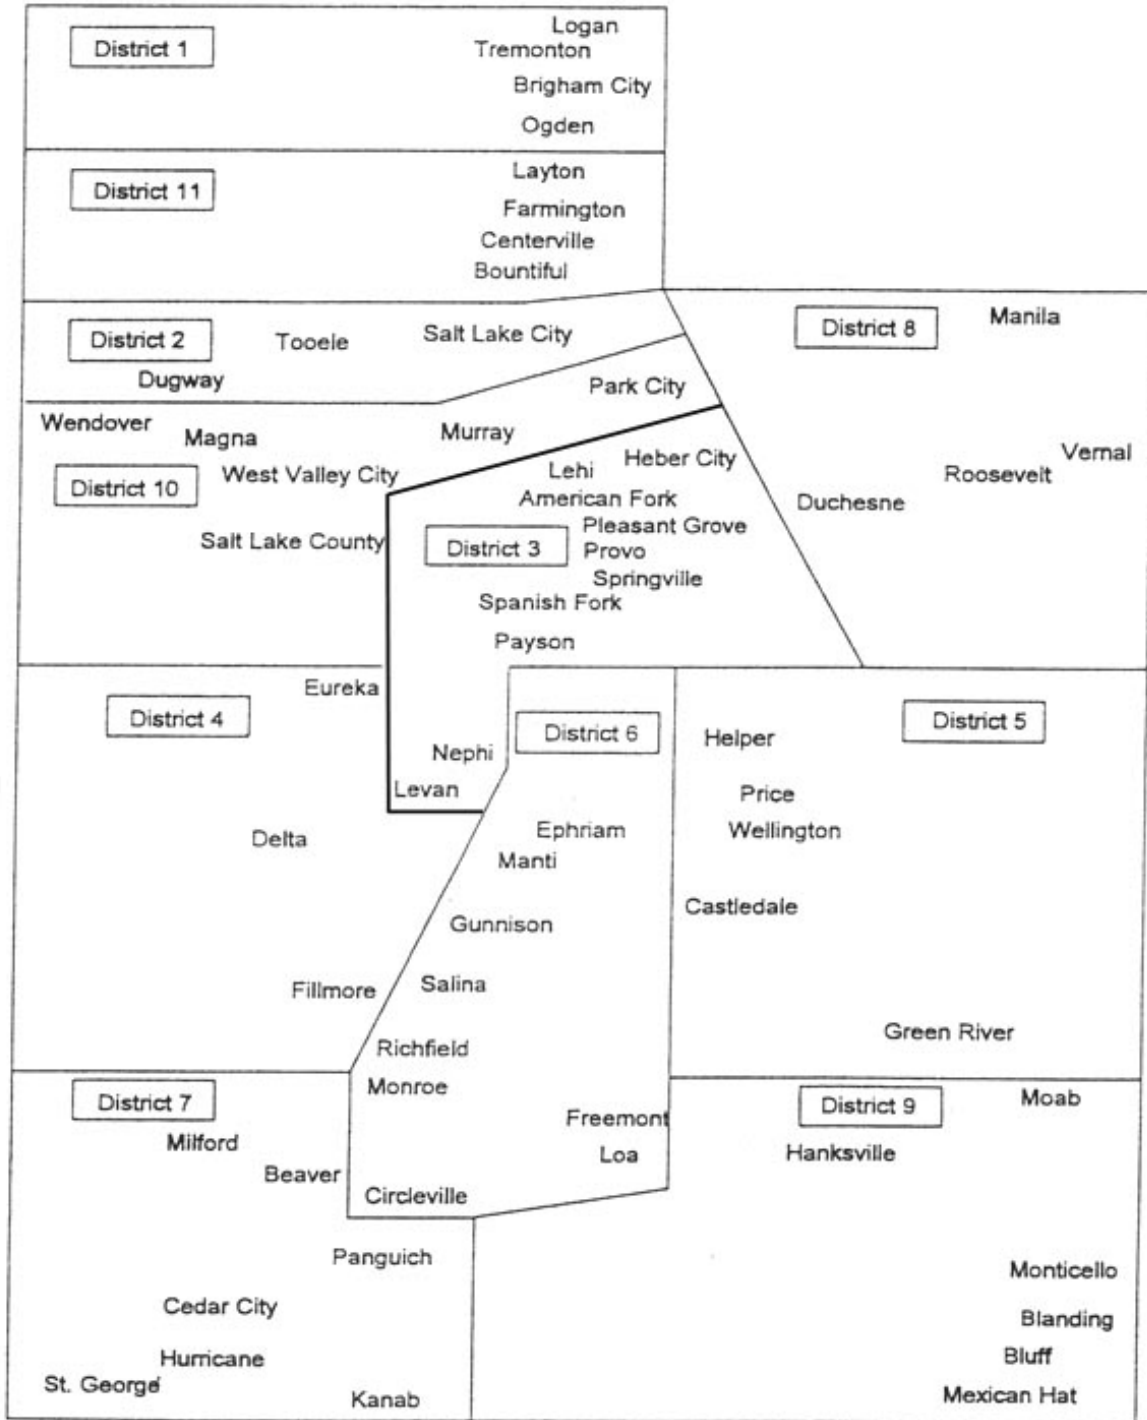 Logan
District 1
Tremonton
Brigham City
Ogden
Layton
District 11
Farmington
Centerville
Bountiful
Manila
District 8
District 2
Tooele
Salt Lake City
Dugway
Park City
Wendover
Magna
Murray
Vernal
Heber City
Lehi
West Valley City
Roosevelt
District 10
American Fork
Duchesne
Pleasant Grove
Salt Lake County
District 3
Provo
Springville
Spanish Fork
Payson
Eureka
District 4
District 6
District 5
Helper
Nephi
Levan
Price
Delta
Ephriam
Wellington
Manti
Castledale
Gunnison
Fillmore
Salina
Green River
Richfield
Monroe
District 7
District 9
Moab
Freemont
Milford
Loa
Hanksville
Beaver
Circleville
Panguich
Monticello
Cedar City
Blanding
Hurricane
Bluff
St. George
Kanab
Mexican Hat